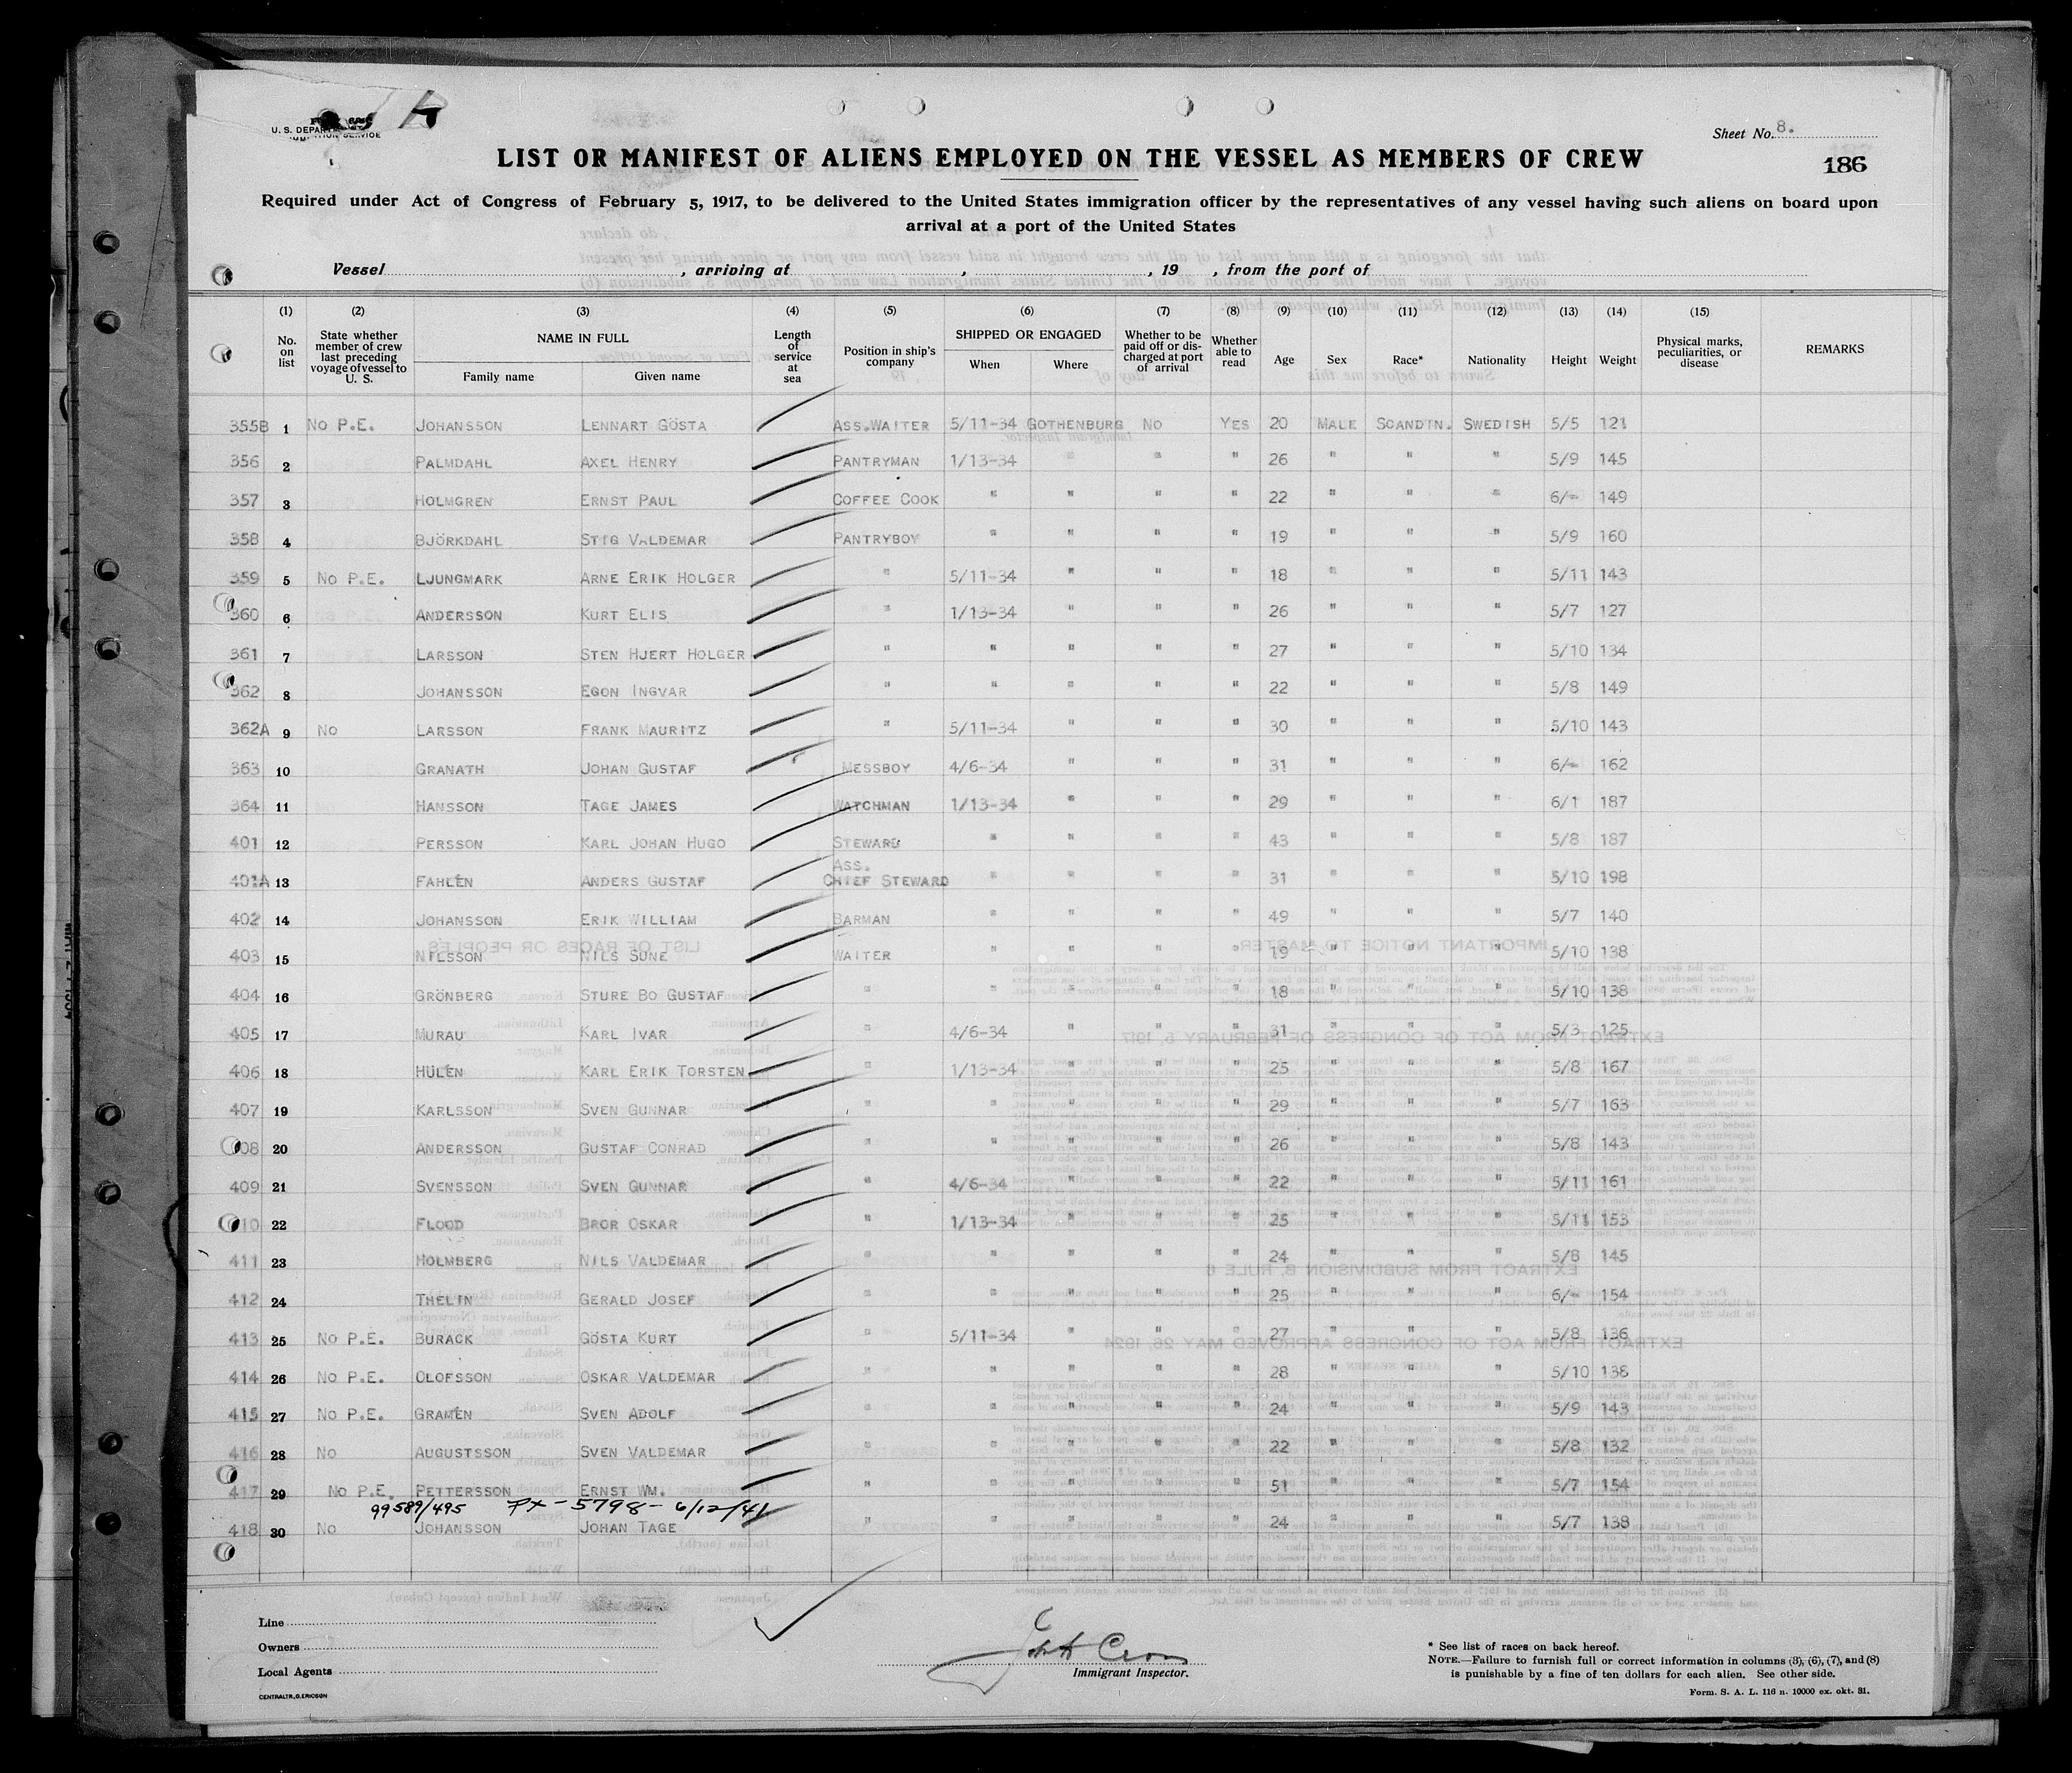 U. S. DEPAR
Sheet No. 8.
LIST OR MANIFEST OF ALIENS EMPLOYED ON THE VESSEL AS MEMBERS OF CREW
186
Required under Act of Congress of February 5, 1917, to be delivered to the United States immigration officer by the representatives of any vessel having such aliens on board upon
arrival at a port of the United States
Vessel , arriving at , , 19 , from the port of
(1) (2) (3) (4) (5) (6) (7) (8) (9) (10) (11) (12) (13) (14) (15)
No. on list State whether member of crew last preceding voyage of vessel to U. S. NAME IN FULL Family name Given name Length of service at sea Position in ship's company SHIPPED OR ENGAGED When Where Whether to be paid off or discharged at port of arrival Whether able to read Age Sex Race* Nationality Height Weight Physical marks, peculiarities, or disease REMARKS
355B 1 No P.E. JOHANSSON LENNART GÖSTA ASS.WAITER 5/11-34 GOTHENBURG NO YES 20 MALE SCANDIN. SWEDISH 5/5 121
356 2 PALMDAHL AXEL HENRY PANTRYMAN 1/13-34 " " " 26 " " " 5/9 145
357 3 HOLMGREN ERNST PAUL COFFEE COOK " " " " 22 " " " 6/- 149
358 4 BJÖRKDAHL STIG VALDEMAR PANTRYBOY " " " " 19 " " " 5/9 160
359 5 No P.E. LJUNGMARK ARNE ERIK HOLGER " 5/11-34 " " " 18 " " " 5/11 143
360 6 ANDERSSON KURT ELIS " 1/13-34 " " " 26 " " " 5/7 127
361 7 LARSSON STEN HJERT HOLGER " " " " " 27 " " " 5/10 134
362 8 JOHANSSON EGON INGVAR " " " " " 22 " " " 5/8 149
362A 9 No LARSSON FRANK MAURITZ " 5/11-34 " " " 30 " " " 5/10 143
363 10 GRANATH JOHAN GUSTAF MESSBOY 4/6-34 " " " 31 " " " 6/- 162
364 11 HANSSON TAGE JAMES WATCHMAN 1/13-34 " " " 29 " " " 6/1 187
401 12 PERSSON KARL JOHAN HUGO STEWARD " " " " 43 " " " 5/8 187
401A 13 FAHLÉN ANDERS GUSTAF ASS. CHIEF STEWARD " " " " 31 " " " 5/10 198
402 14 JOHANSSON ERIK WILLIAM BARMAN " " " " 49 " " " 5/7 140
403 15 NILSSON NILS SUNE WAITER " " " " 19 " " " 5/10 138
404 16 GRÖNBERG STURE BO GUSTAF " " " " " 18 " " " 5/10 138
405 17 MURAU KARL IVAR " 4/6-34 " " " 31 " " " 5/3 125
406 18 HULÉN KARL ERIK TORSTEN " 1/13-34 " " " 25 " " " 5/8 167
407 19 KARLSSON SVEN GUNNAR " " " " " 29 " " " 5/7 163
08 20 ANDERSSON GUSTAF CONRAD " " " " " 26 " " " 5/8 143
409 21 SVENSSON SVEN GUNNAR " 4/6-34 " " " 22 " " " 5/11 161
10 22 FLOOD BROR OSKAR " 1/13-34 " " " 25 " " " 5/11 153
411 23 HOLMBERG NILS VALDEMAR " " " " " 24 " " " 5/8 145
412 24 THELIN GERALD JOSEF " " " " " 25 " " " 6/- 154
413 25 No P.E. BURACK GÖSTA KURT " 5/11-34 " " " 27 " " " 5/8 136
414 26 No P.E. OLOFSSON OSKAR VALDEMAR " " " " " 28 " " " 5/10 138
415 27 No P.E. GRAMÉN SVEN ADOLF " " " " " 24 " " " 5/9 143
416 28 No AUGUSTSSON SVEN VALDEMAR " " " " " 22 " " " 5/8 132
417 29 No P.E. PETTERSSON ERNST WM. " " " " " 51 " " " 5/7 154
99589/495 PX-5798-6/12/41
418 30 No JOHANSSON JOHAN TAGE " " " " " 24 " " " 5/7 138
Line
Owners
Local Agents
CENTRALTR, G. ERICSON
Immigrant Inspector.
* See list of races on back hereof.
NOTE.—Failure to furnish full or correct information in columns (3), (6), (7), and (8)
is punishable by a fine of ten dollars for each alien. See other side.
Form. S. A. L. 116 n. 10000 ex. okt. 31.